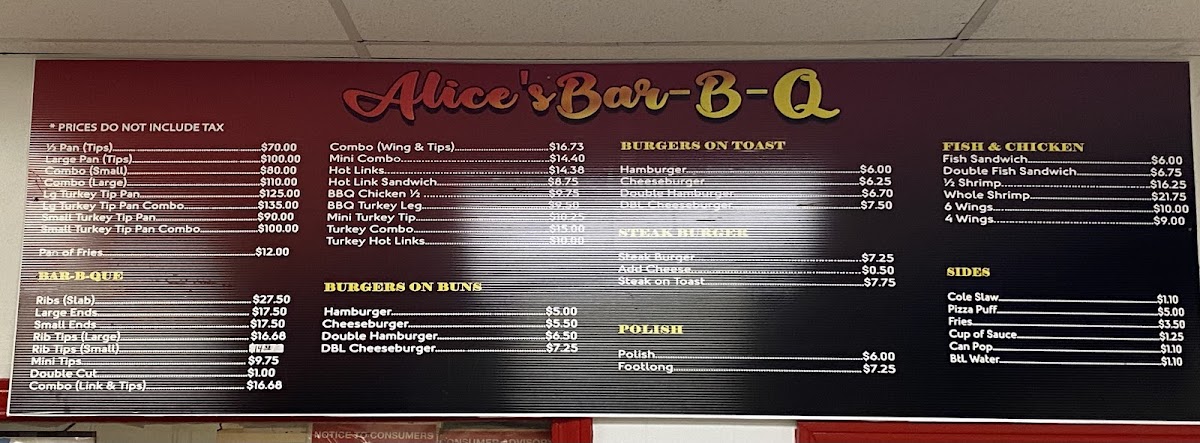 Alice's Bar-B-Q
* PRICES DO NOT INCLUDE TAX
½ Pan (Tips) $70.00
Large Pan (Tips) $100.00
Combo (Small) $80.00
Combo (Large) $110.00
Lg Turkey Tip Pan $125.00
Lg Turkey Tip Pan Combo $135.00
Small Turkey Tip Pan $90.00
Small Turkey Tip Pan Combo $100.00
Pan of Fries $12.00
BAR-B-QUE
Ribs (Slab) $27.50
Large Ends $17.50
Small Ends $17.50
Rib Tips (Large) $16.68
Rib Tips (Small)
Mini Tips $9.75
Double Cut $1.00
Combo (Link & Tips) $16.68
Combo (Wing & Tips) $16.73
Mini Combo $14.40
Hot Links $14.38
Hot Link Sandwich $8.75
BBQ Chicken ½ $9.75
BBQ Turkey Leg $9.50
Mini Turkey Tip $10.25
Turkey Combo $15.00
Turkey Hot Links $10.00
BURGERS ON BUNS
Hamburger $5.00
Cheeseburger $5.50
Double Hamburger $6.50
DBL Cheeseburger $7.25
BURGERS ON TOAST
Hamburger $6.00
Cheeseburger $6.25
Double Hamburger $6.70
DBL Cheeseburger $7.50
STEAK BURGER
Steak Burger $7.25
Add Cheese $0.50
Steak on Toast $7.75
POLISH
Polish $6.00
Footlong $7.25
FISH & CHICKEN
Fish Sandwich $6.00
Double Fish Sandwich $6.75
½ Shrimp $16.25
Whole Shrimp $21.75
6 Wings $10.00
4 Wings $9.00
SIDES
Cole Slaw $1.10
Pizza Puff $5.00
Fries $3.50
Cup of Sauce $1.25
Can Pop $1.10
BtL Water $1.10
NOTICE TO CONSUMERS
CONSUMER ADVISORY